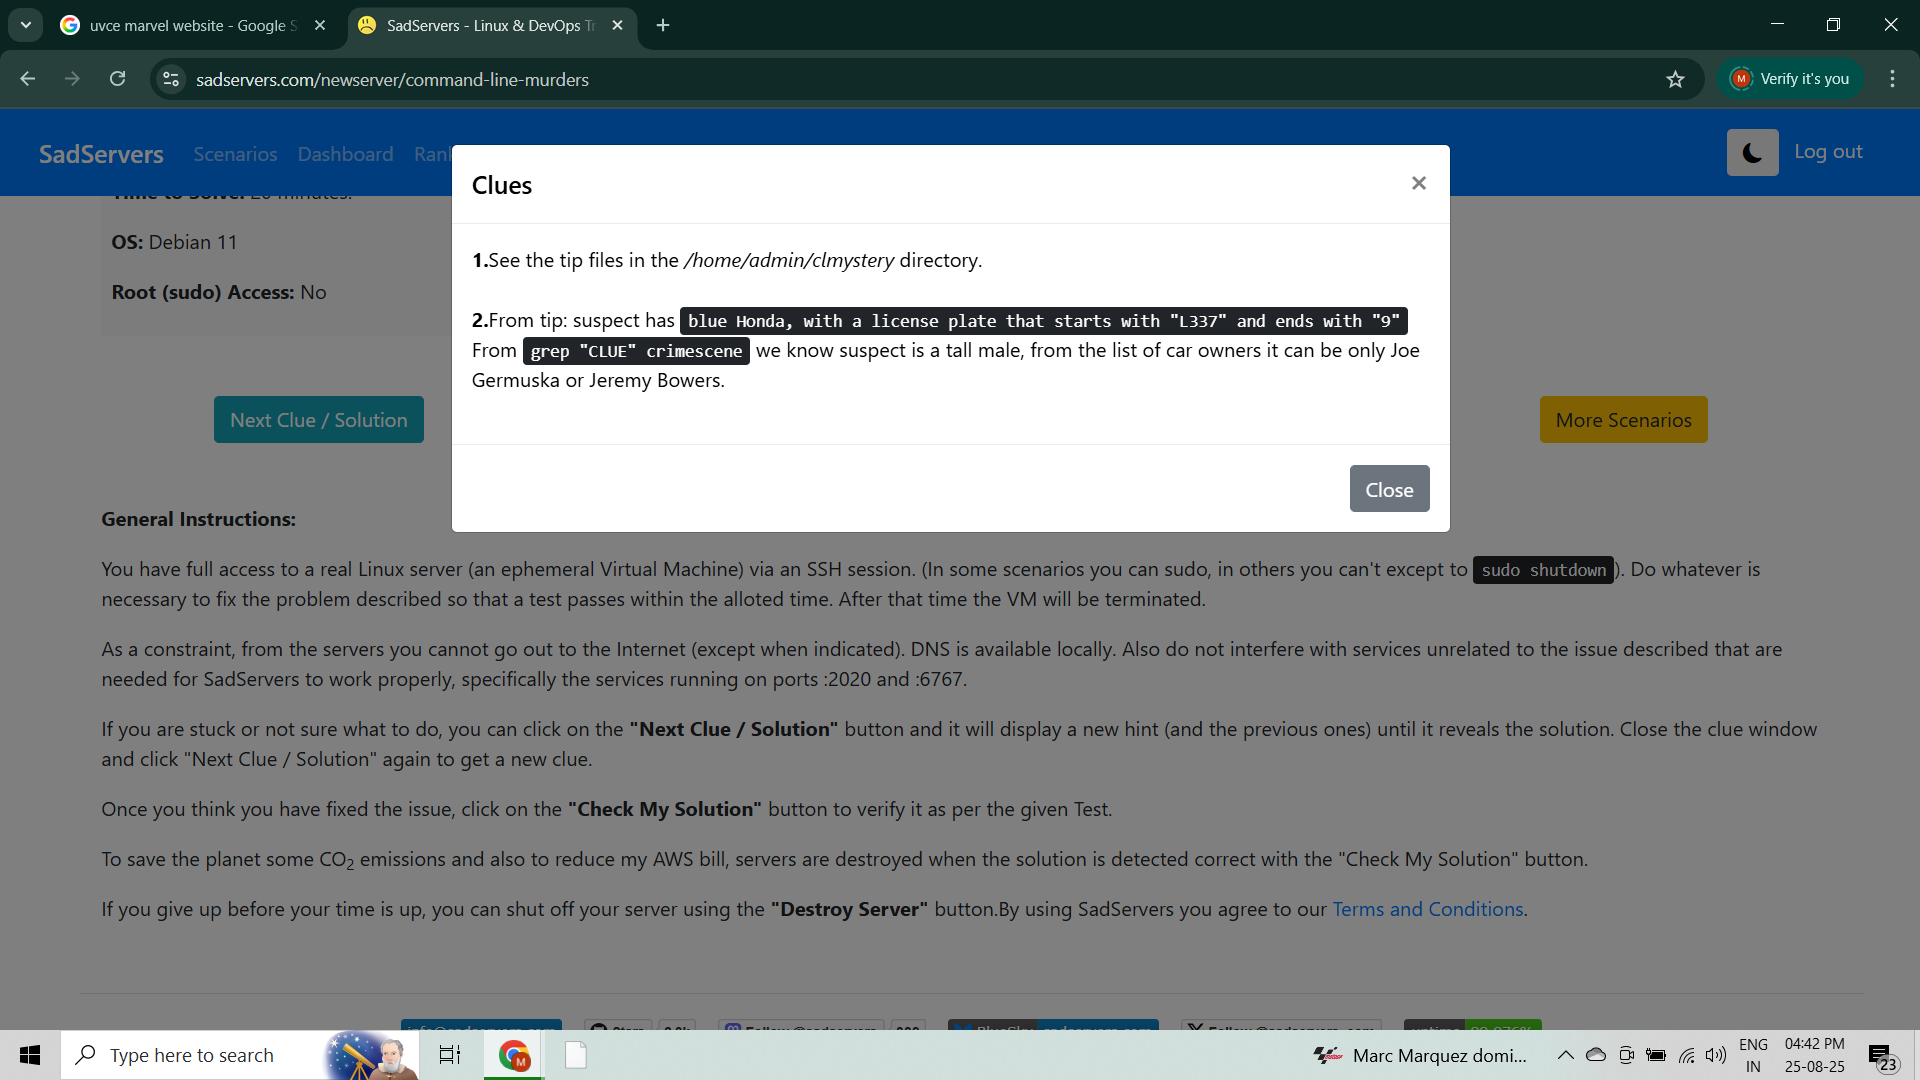 uvce marvel website - Google S
SadServers - Linux & DevOps Tr
sadservers.com/newserver/command-line-murders
M
Verify it's you
SadServers
Scenarios
Dashboard
Log out
Clues
OS: Debian 11
1.See the tip files in the /home/admin/clmystery directory.
Root (sudo) Access: No
2.From tip: suspect has blue Honda, with a license plate that starts with "L337" and ends with "9"
From grep "CLUE" crimescene we know suspect is a tall male, from the list of car owners it can be only Joe
Germuska or Jeremy Bowers.
Next Clue / Solution
More Scenarios
Close
General Instructions:
You have full access to a real Linux server (an ephemeral Virtual Machine) via an SSH session. (In some scenarios you can sudo, in others you can't except to sudo shutdown). Do whatever is
necessary to fix the problem described so that a test passes within the alloted time. After that time the VM will be terminated.
As a constraint, from the servers you cannot go out to the Internet (except when indicated). DNS is available locally. Also do not interfere with services unrelated to the issue described that are
needed for SadServers to work properly, specifically the services running on ports :2020 and :6767.
If you are stuck or not sure what to do, you can click on the "Next Clue / Solution" button and it will display a new hint (and the previous ones) until it reveals the solution. Close the clue window
and click "Next Clue / Solution" again to get a new clue.
Once you think you have fixed the issue, click on the "Check My Solution" button to verify it as per the given Test.
To save the planet some CO2 emissions and also to reduce my AWS bill, servers are destroyed when the solution is detected correct with the "Check My Solution" button.
If you give up before your time is up, you can shut off your server using the "Destroy Server" button.By using SadServers you agree to our Terms and Conditions.
Type here to search
M
Marc Marquez domi...
ENG
IN
04:42 PM
25-08-25
23